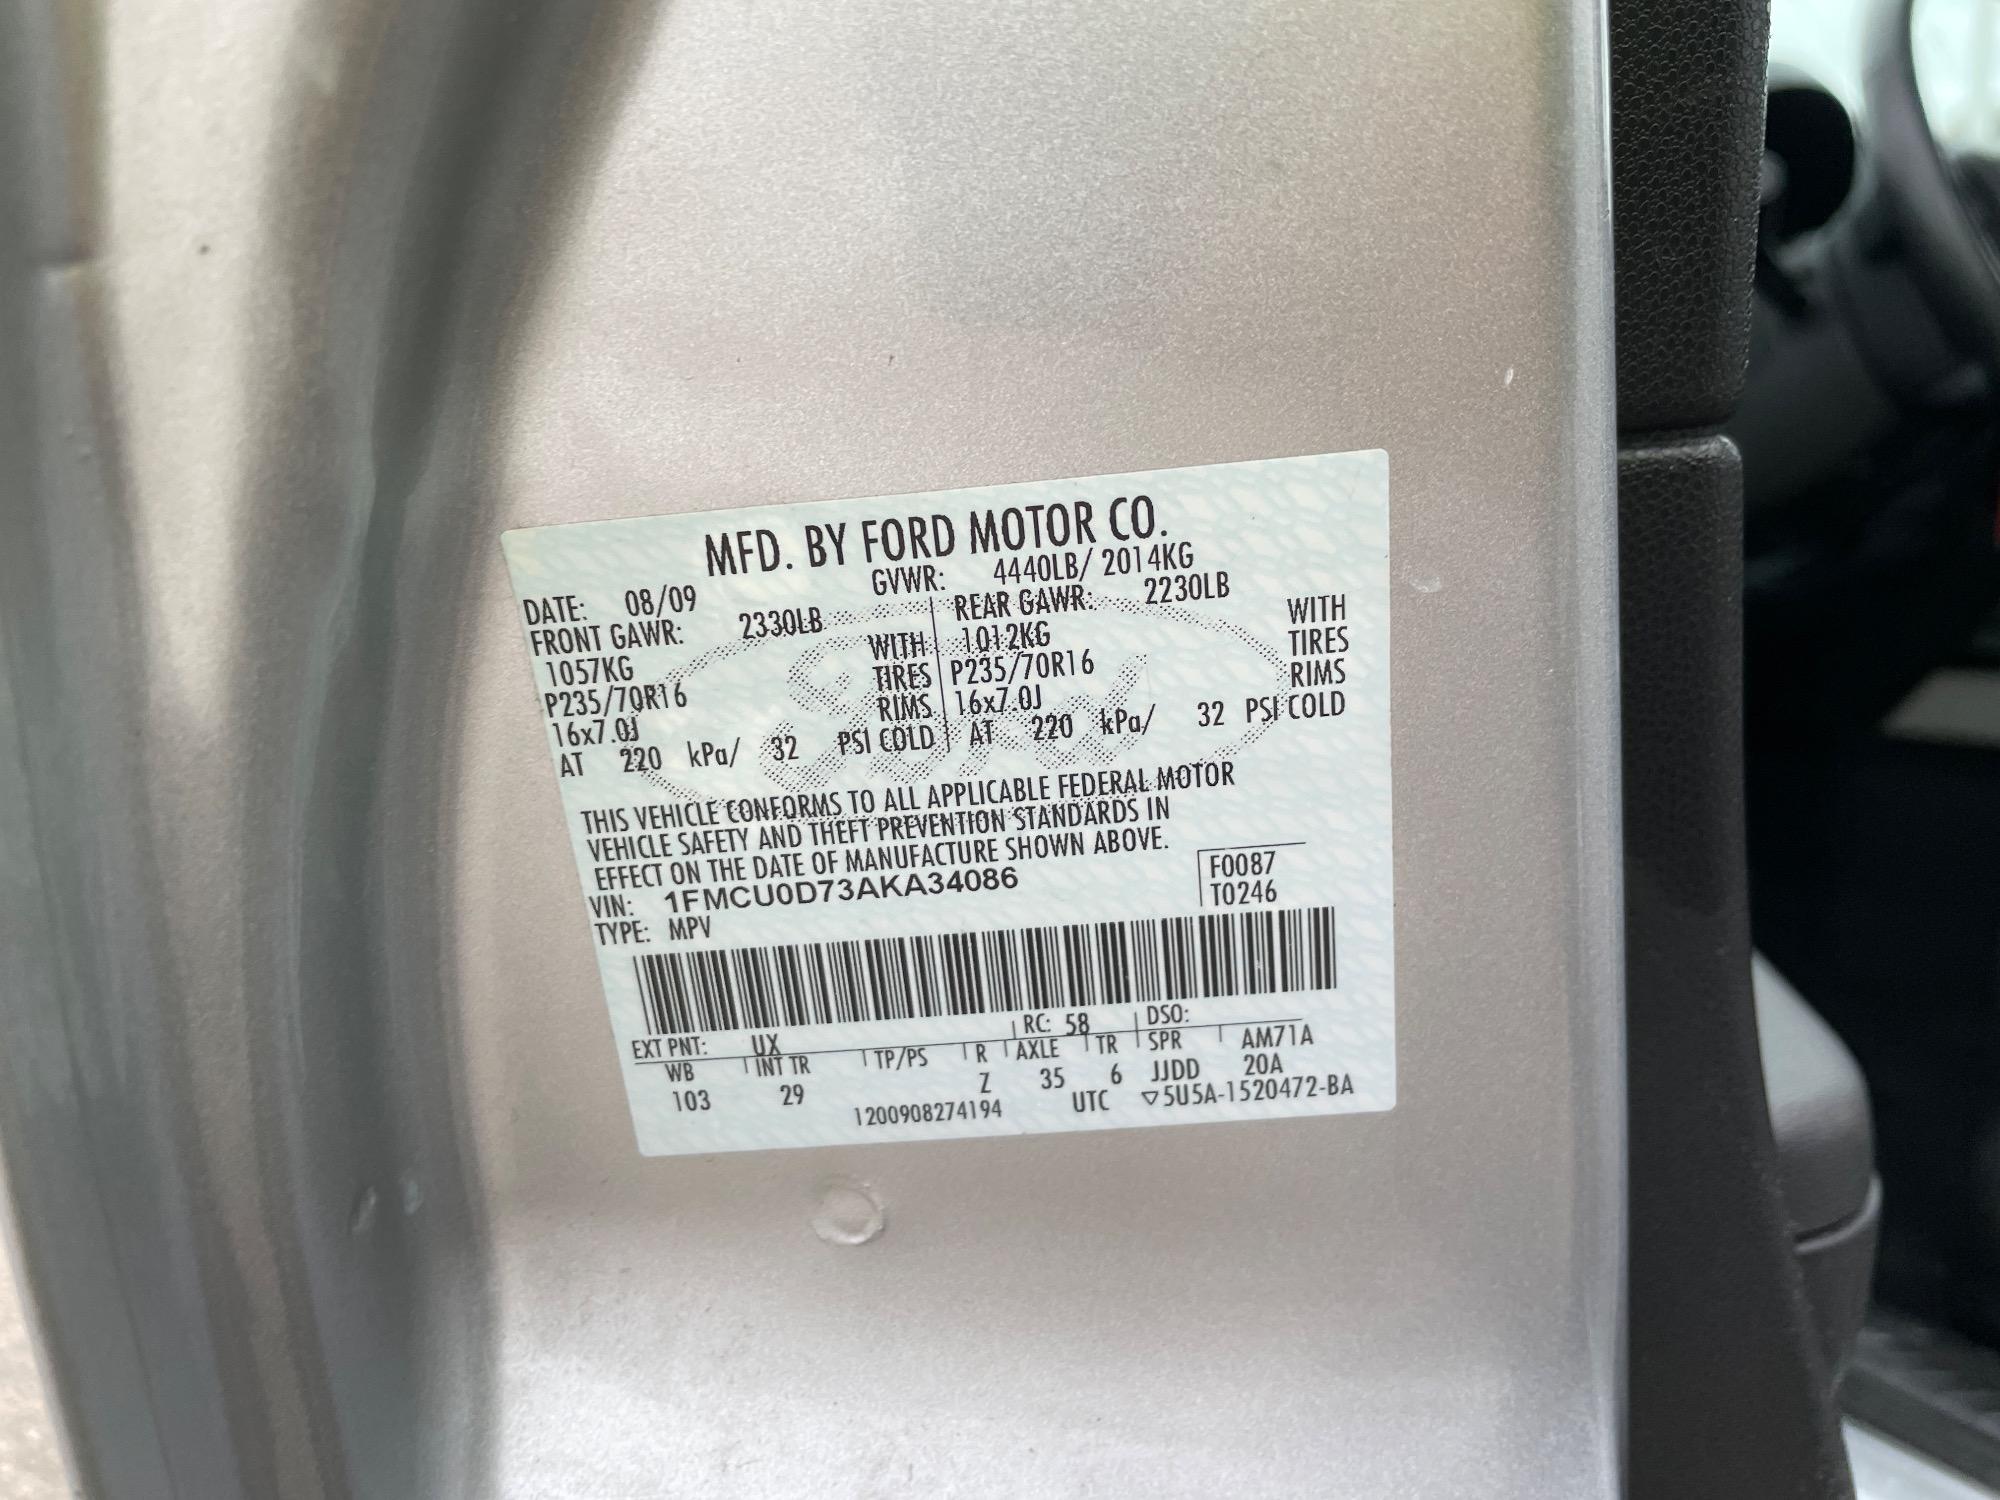 MFD. BY FORD MOTOR CO.
DATE: 08/09 GVWR: 4440LB/ 2014KG
FRONT GAWR: 2330LB REAR GAWR: 2230LB
1057KG WITH 1012KG WITH
P235/70R16 TIRES P235/70R16 TIRES
16x7.0J RIMS 16x7.0J RIMS
AT 220 kPa/ 32 PSI COLD AT 220 kPa/ 32 PSI COLD
THIS VEHICLE CONFORMS TO ALL APPLICABLE FEDERAL MOTOR
VEHICLE SAFETY AND THEFT PREVENTION STANDARDS IN
EFFECT ON THE DATE OF MANUFACTURE SHOWN ABOVE.
VIN: 1FMCU0D73AKA34086 F0087
TYPE: MPV T0246
EXT PNT: UX RC: 58 DSO:
WB INT TR TP/PS R AXLE TR SPR AM71A
103 29 Z 35 6 JJDD 20A
1200908274194 UTC ▽5U5A-1520472-BA
Ford